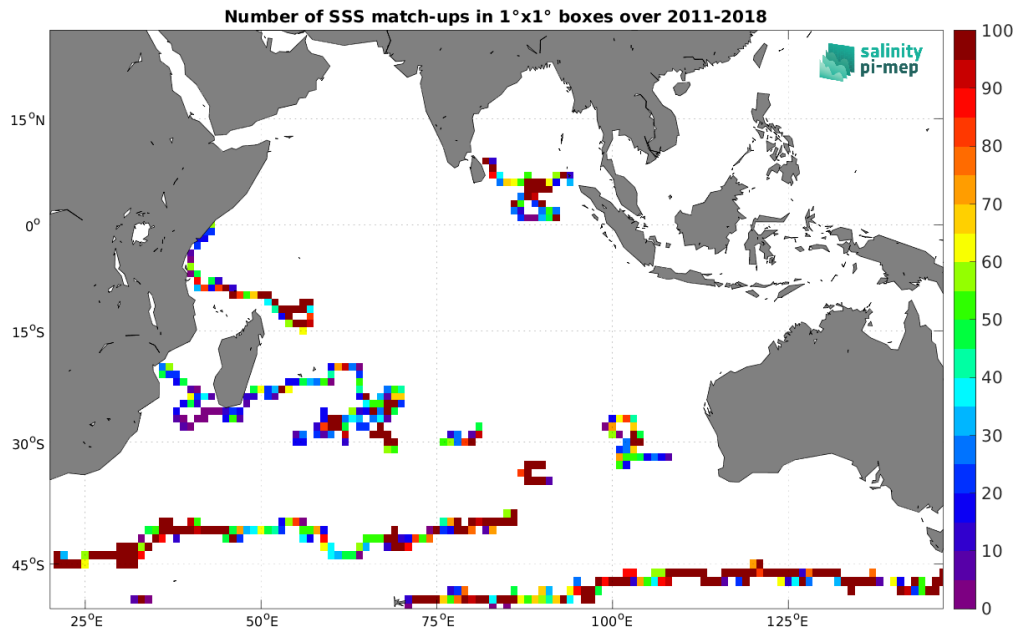 Number of SSS match-ups in 1°x1° boxes over 2011-2018
salinity
pi-mep
15°N
0°
15°S
30°S
45°S
25°E
50°E
75°E
100°E
125°E
100
90
80
70
60
50
40
30
20
10
0